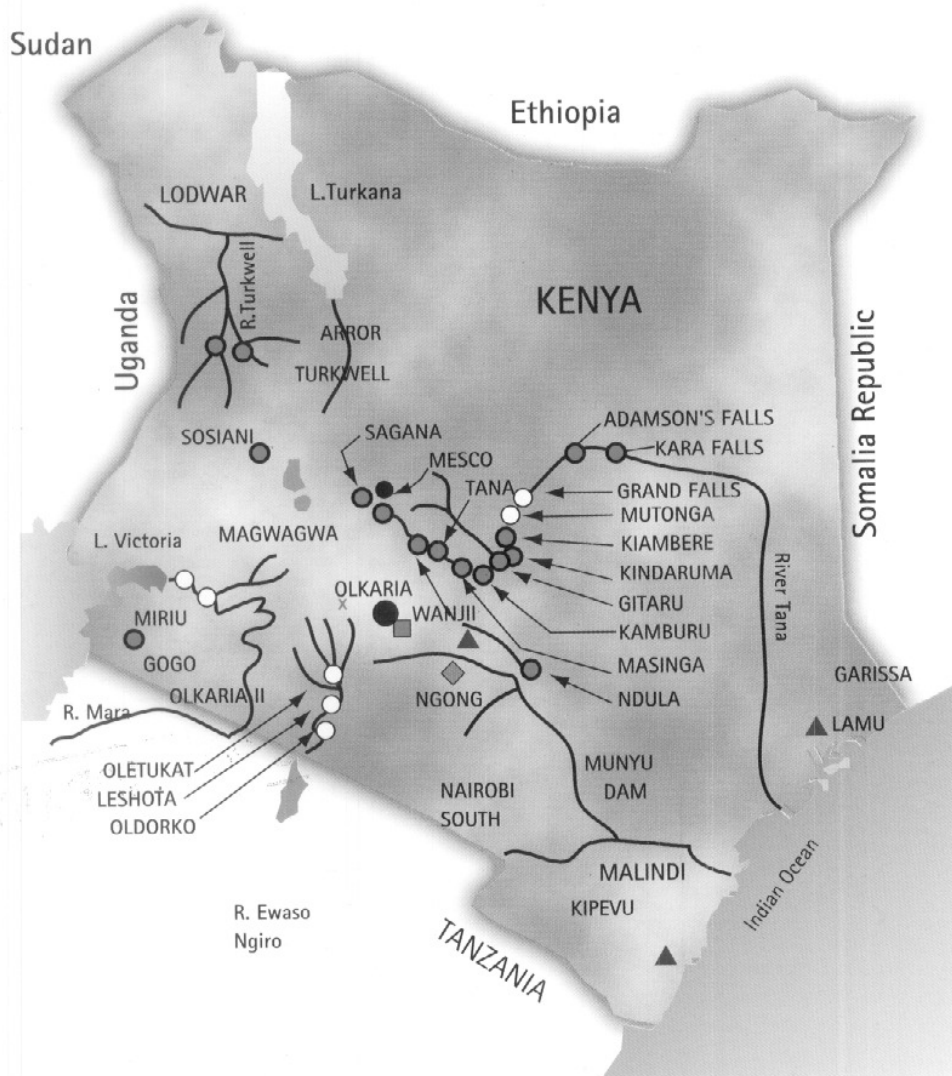 Sudan
Ethiopia
LODWAR
L.Turkana
R.Turkwell
KENYA
Uganda
ARROR
TURKWELL
Somalia Republic
ADAMSON'S FALLS
SAGANA
SOSIANI
KARA FALLS
MESCO
TANA
GRAND FALLS
MUTONGA
MAGWAGWA
L. Victoria
KIAMBERE
KINDARUMA
River Tana
OLKARIA
x
WANJII
GITARU
MIRIU
KAMBURU
GOGO
MASINGA
GARISSA
OLKARIA II
NGONG
NDULA
R. Mara
LAMU
OLETUKAT
MUNYU
DAM
LESHOTA
NAIROBI
SOUTH
OLDORKO
MALINDI
Indian Ocean
KIPEVU
R. Ewaso
Ngiro
TANZANIA